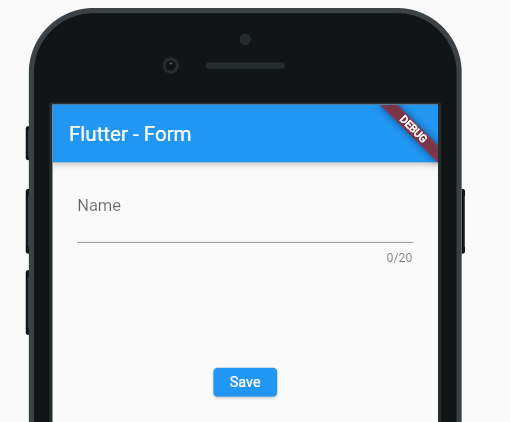 Flutter - Form
DEBUG
Name
0/20
Save